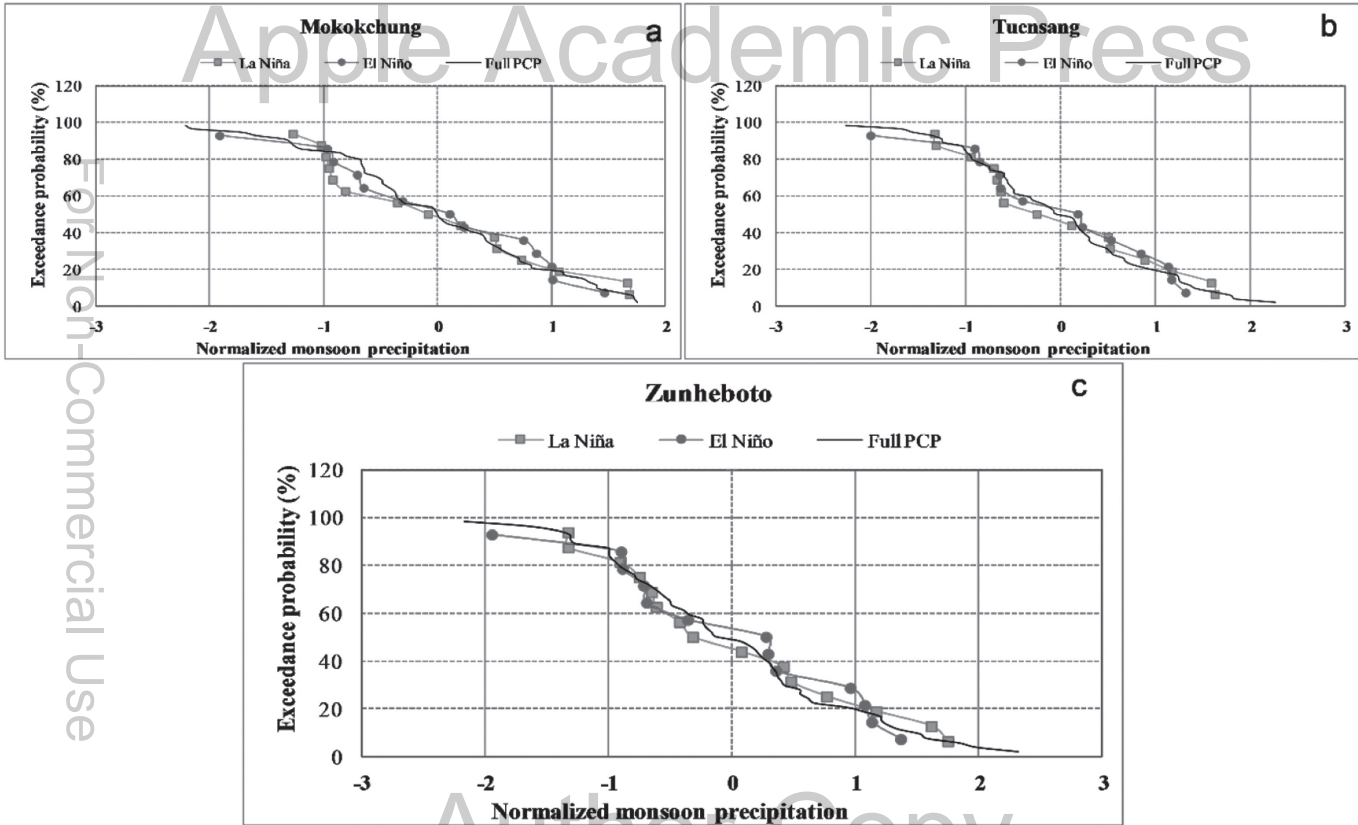 Apple Academic Press
For Non-Commercial Use
Author Copy
Mokokchung
a
La Niña El Niño Full PCP
Exceedance probability (%)
120
100
80
60
40
20
0
-3 -2 -1 0 1 2
Normalized monsoon precipitation
Tuensang
b
La Niña El Niño Full PCP
Exceedance probability (%)
120
100
80
60
40
20
0
-3 -2 -1 0 1 2 3
Normalized monsoon precipitation
Zunheboto
c
La Niña El Niño Full PCP
Exceedance probability (%)
120
100
80
60
40
20
0
-3 -2 -1 0 1 2 3
Normalized monsoon precipitation